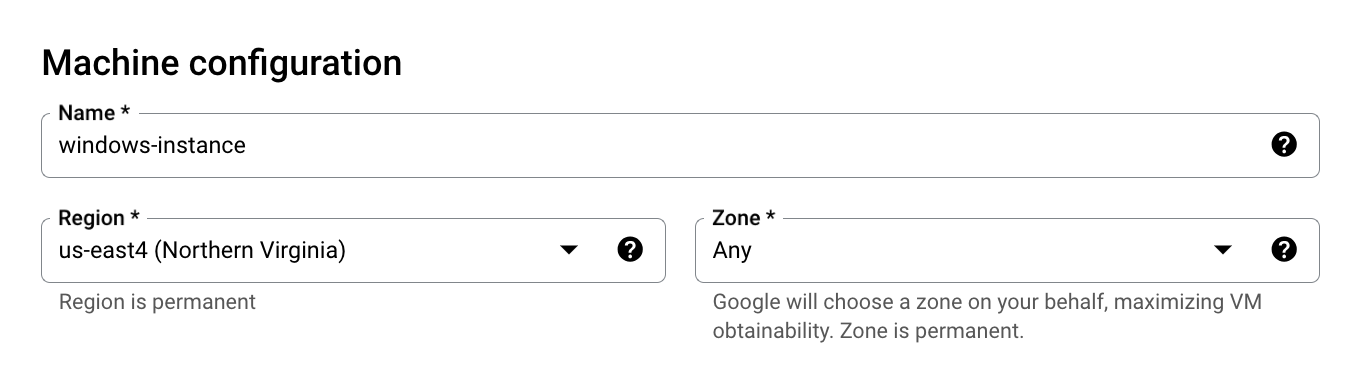 Machine configuration
Name *
windows-instance
Region *
Zone *
us-east4 (Northern Virginia)
Any
Region is permanent
Google will choose a zone on your behalf, maximizing VM
obtainability. Zone is permanent.